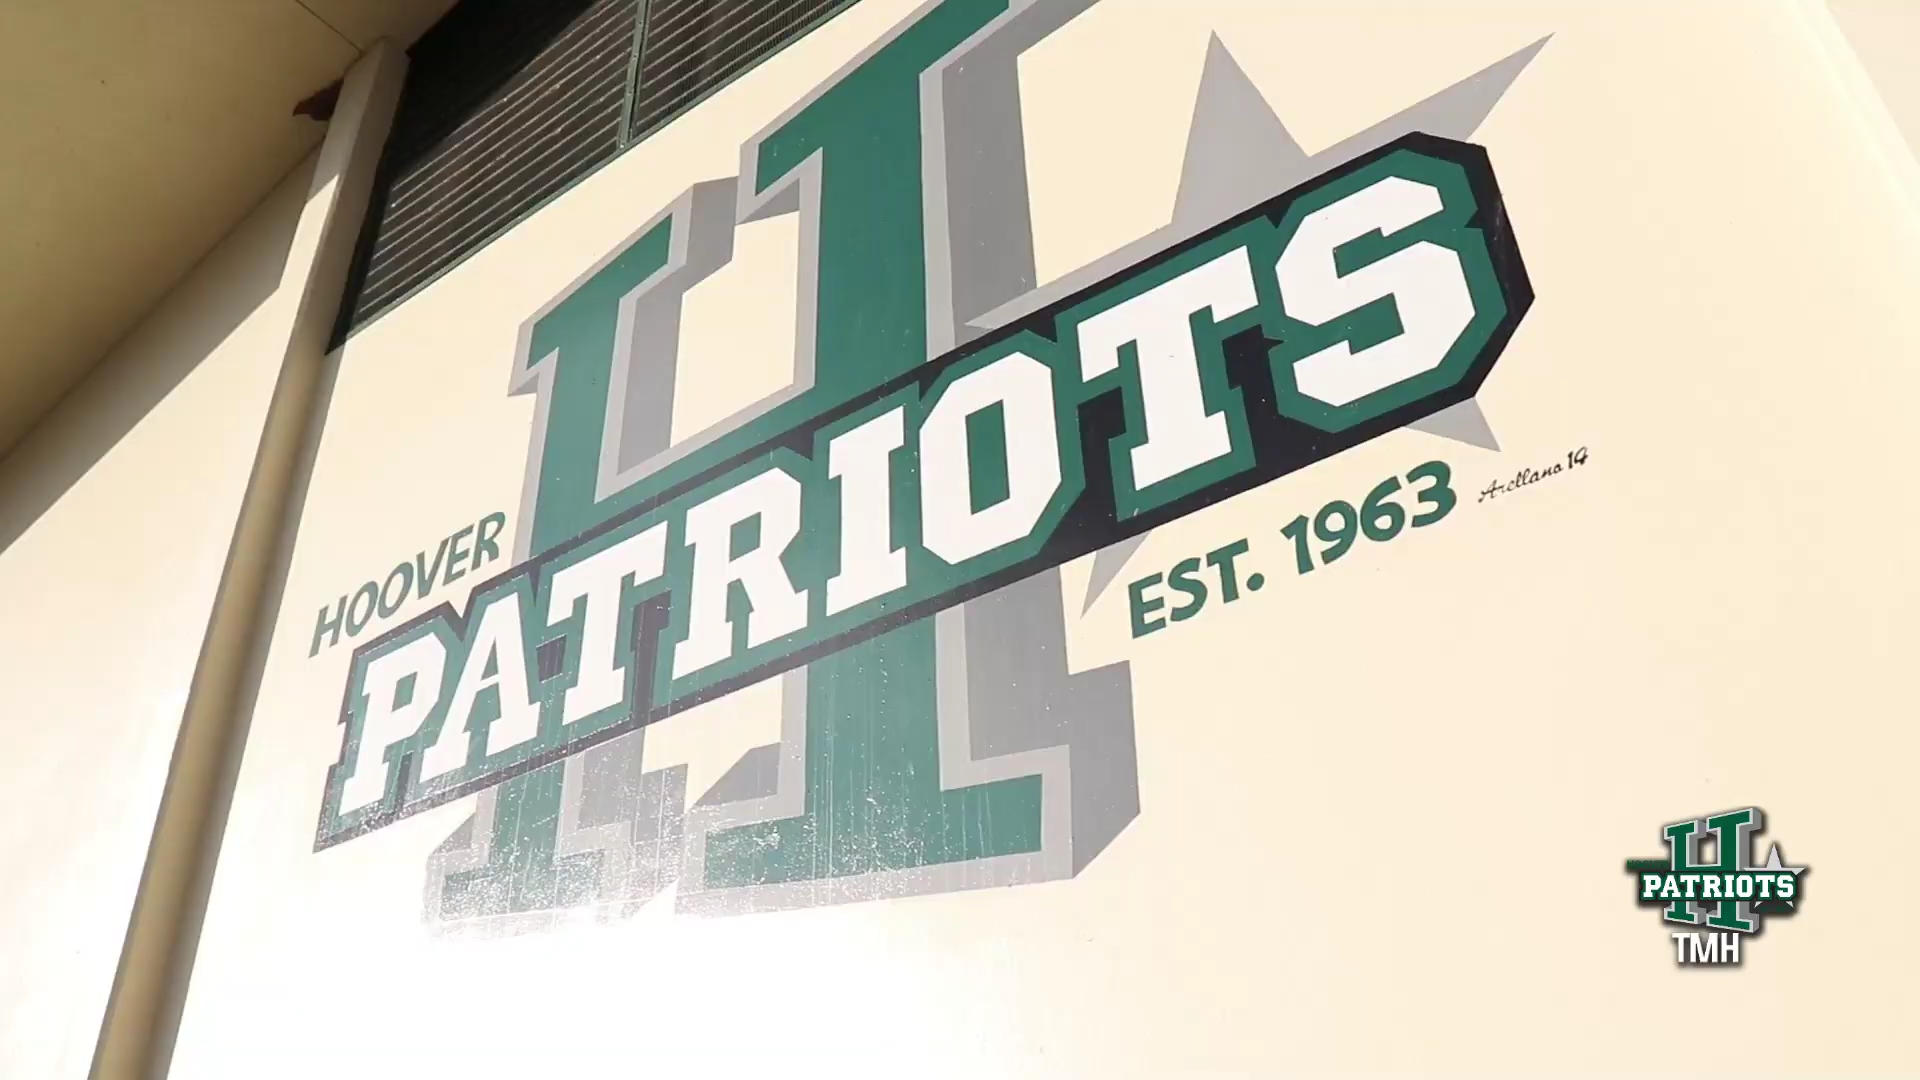 H
HOOVER
PATRIOTS
EST. 1963
Arellano 14
H
PATRIOTS
TMH